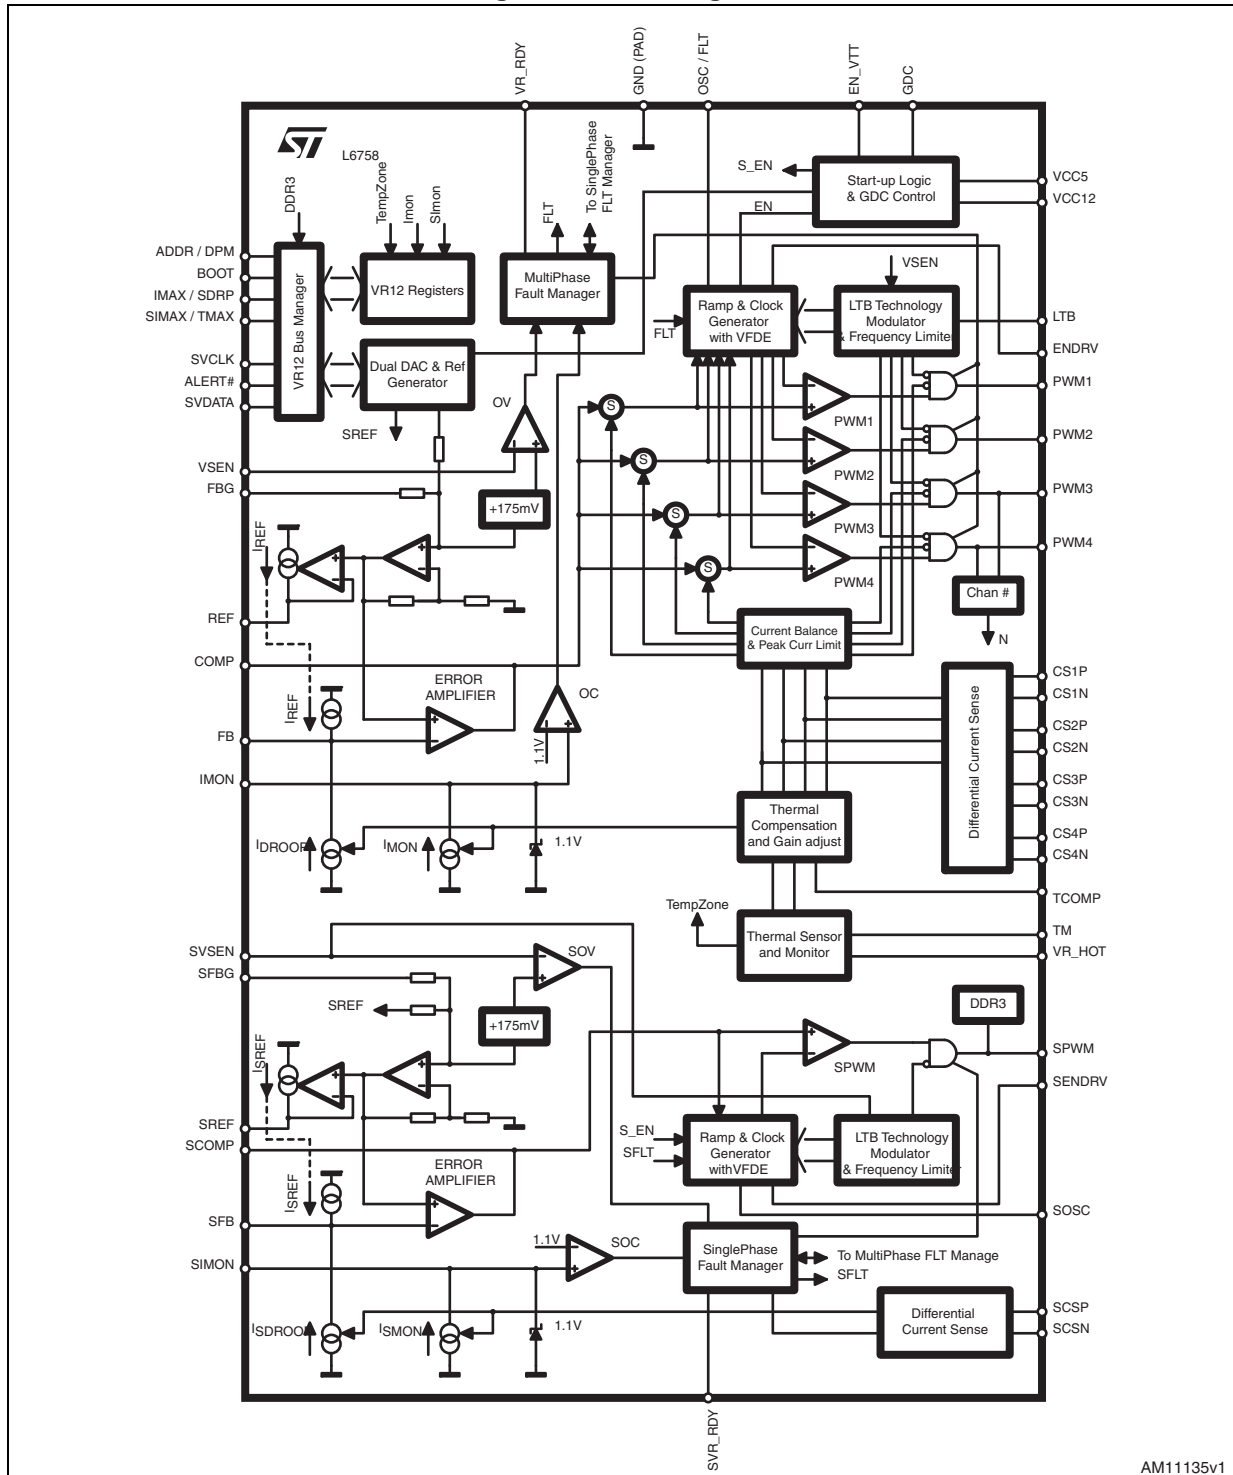 VR_RDY
GND (PAD)
OSC / FLT
EN_VTT
GDC
ST
L6758
DDR3
TempZone
Imon
SImon
FLT
To SinglePhase
FLT Manager
S_EN
EN
Start-up Logic
& GDC Control
VCC5
VCC12
ADDR / DPM
BOOT
IMAX / SDRP
SIMAX / TMAX
SVCLK
ALERT#
SVDATA
VR12 Bus Manager
VR12 Registers
MultiPhase
Fault Manager
VSEN
Ramp & Clock
Generator
with VFDE
FLT
LTB Technology
Modulator
& Frequency Limiter
LTB
ENDRV
Dual DAC & Ref
Generator
SREF
OV
S
S
S
S
PWM1
PWM2
PWM3
PWM4
PWM1
PWM2
PWM3
PWM4
VSEN
FBG
+175mV
IREF
REF
Chan #
N
Current Balance
& Peak Curr Limit
COMP
IREF
ERROR
AMPLIFIER
OC
1.1V
FB
IMON
Differential Current Sense
CS1P
CS1N
CS2P
CS2N
CS3P
CS3N
CS4P
CS4N
IDROOP
IMON
1.1V
Thermal
Compensation
and Gain adjust
TCOMP
TempZone
Thermal Sensor
and Monitor
TM
VR_HOT
SVSEN
SFBG
SREF
SOV
+175mV
DDR3
SPWM
SPWM
SENDRV
ISREF
SREF
SCOMP
S_EN
SFLT
Ramp & Clock
Generator
withVFDE
LTB Technology
Modulator
& Frequency Limiter
ISREF
ERROR
AMPLIFIER
SFB
SOSC
SIMON
1.1V
SOC
SinglePhase
Fault Manager
To MultiPhase FLT Manage
SFLT
ISDROOP
ISMON
1.1V
Differential
Current Sense
SCSP
SCSN
SVR_RDY
AM11135v1